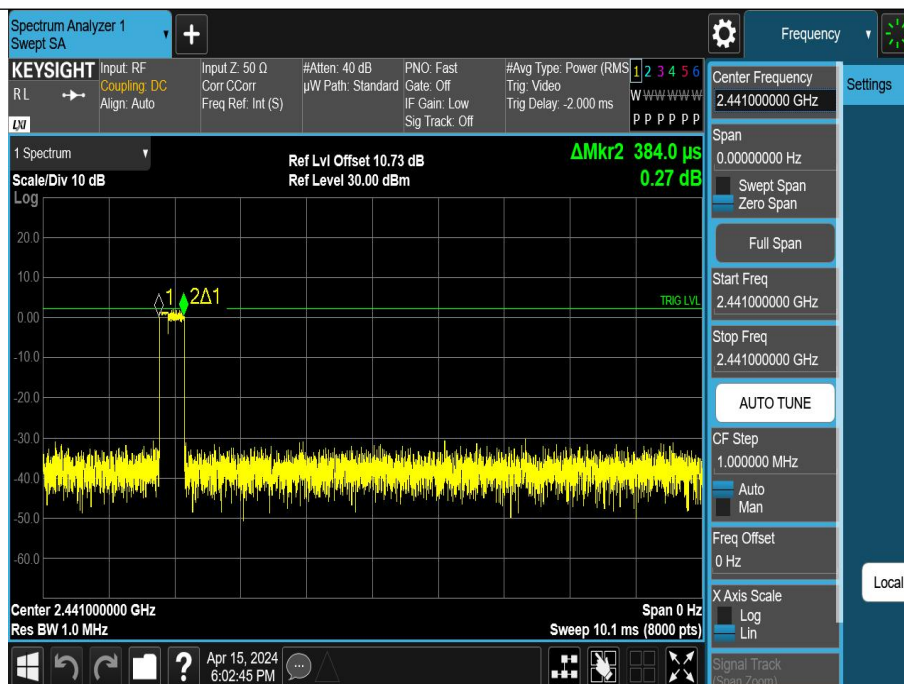 Spectrum Analyzer 1
Swept SA
Frequency
KEYSIGHT
R L
LXI
Input: RF
Coupling: DC
Align: Auto
Input Z: 50 Ω
Corr CCorr
Freq Ref: Int (S)
#Atten: 40 dB
µW Path: Standard
PNO: Fast
Gate: Off
IF Gain: Low
Sig Track: Off
#Avg Type: Power (RMS
Trig: Video
Trig Delay: -2.000 ms
1 2 3 4 5 6
W W W W W W
P P P P P P
1 Spectrum
Scale/Div 10 dB
Log
Ref Lvl Offset 10.73 dB
Ref Level 30.00 dBm
ΔMkr2 384.0 µs
0.27 dB
20.0
10.0
0.00
-10.0
-20.0
-30.0
-40.0
-50.0
-60.0
1
2Δ1
TRIG LVL
Center 2.441000000 GHz
Res BW 1.0 MHz
Span 0 Hz
Sweep 10.1 ms (8000 pts)
Center Frequency
2.441000000 GHz
Settings
Span
0.00000000 Hz
Swept Span
Zero Span
Full Span
Start Freq
2.441000000 GHz
Stop Freq
2.441000000 GHz
AUTO TUNE
CF Step
1.000000 MHz
Auto
Man
Freq Offset
0 Hz
Local
X Axis Scale
Log
Lin
Signal Track
(Span Zoom)
?
Apr 15, 2024
6:02:45 PM